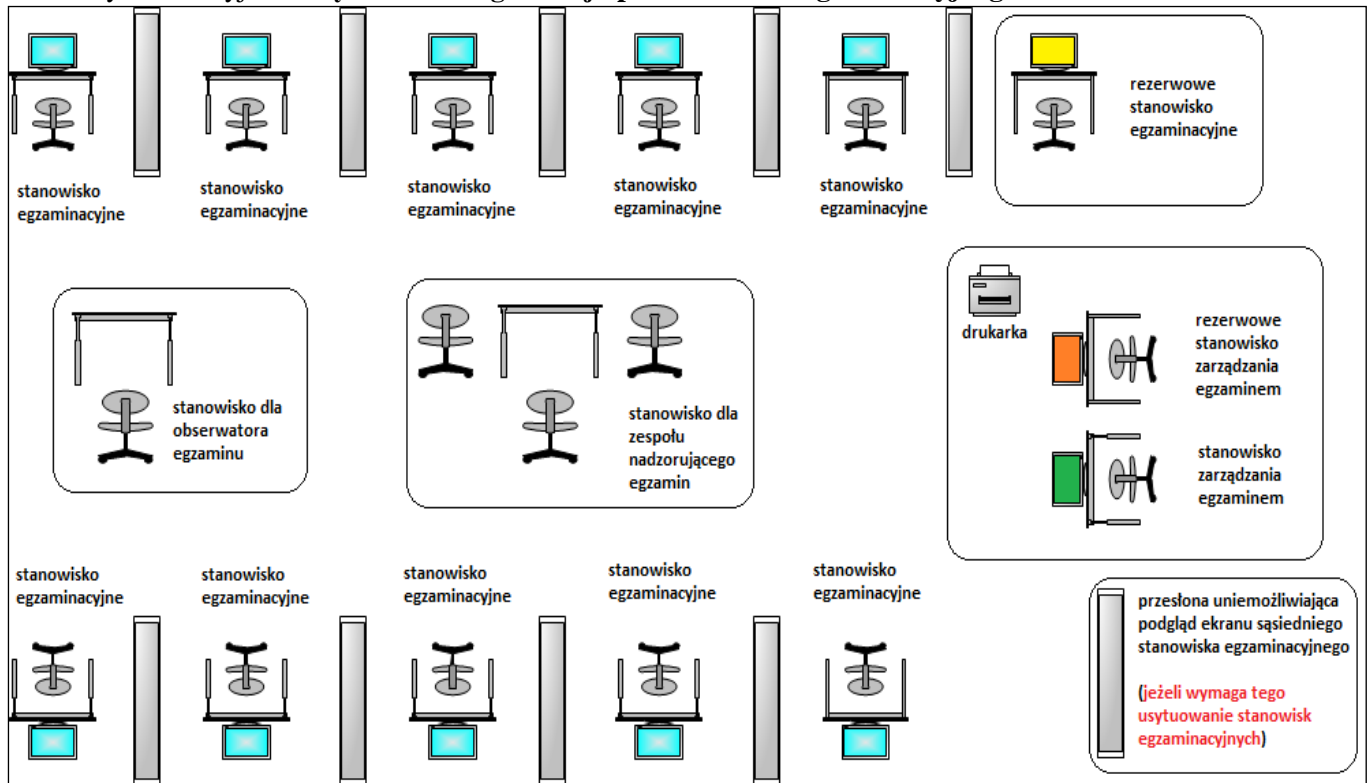 stanowisko
egzaminacyjne
stanowisko
egzaminacyjne
stanowisko
egzaminacyjne
stanowisko
egzaminacyjne
stanowisko
egzaminacyjne
rezerwowe
stanowisko
egzaminacyjne
stanowisko dla
obserwatora
egzaminu
stanowisko dla
zespołu
nadzorującego
egzamin
drukarka
rezerwowe
stanowisko
zarządzania
egzaminem
stanowisko
zarządzania
egzaminem
stanowisko
egzaminacyjne
stanowisko
egzaminacyjne
stanowisko
egzaminacyjne
stanowisko
egzaminacyjne
stanowisko
egzaminacyjne
przesłona uniemożliwiająca
podgląd ekranu sąsiedniego
stanowiska egzaminacyjnego
(jeżeli wymaga tego
usytuowanie stanowisk
egzaminacyjnych)